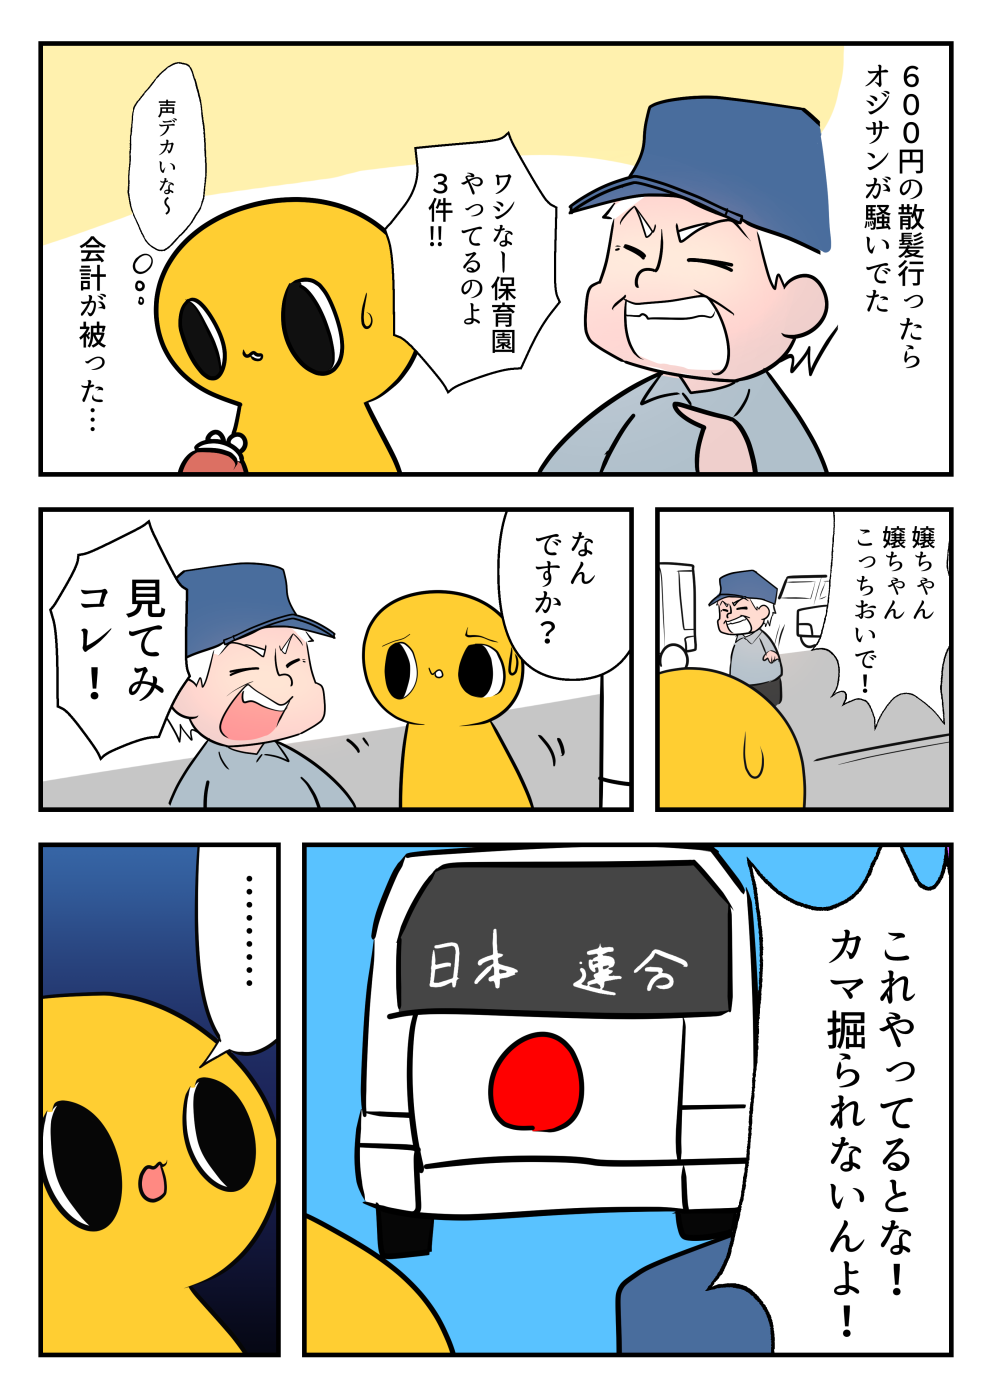 600円の散髪行ったら
オジサンが騒いでた
ワシなー保育園
やってるのよ
3件!!
声デカいな〜
会計が被った…
嬢ちゃん
嬢ちゃん
こっちおいで！
なん
ですか？
見てみ
コレ！
これやってるとな！
カマ掘られないんよ！
日本 連合
………